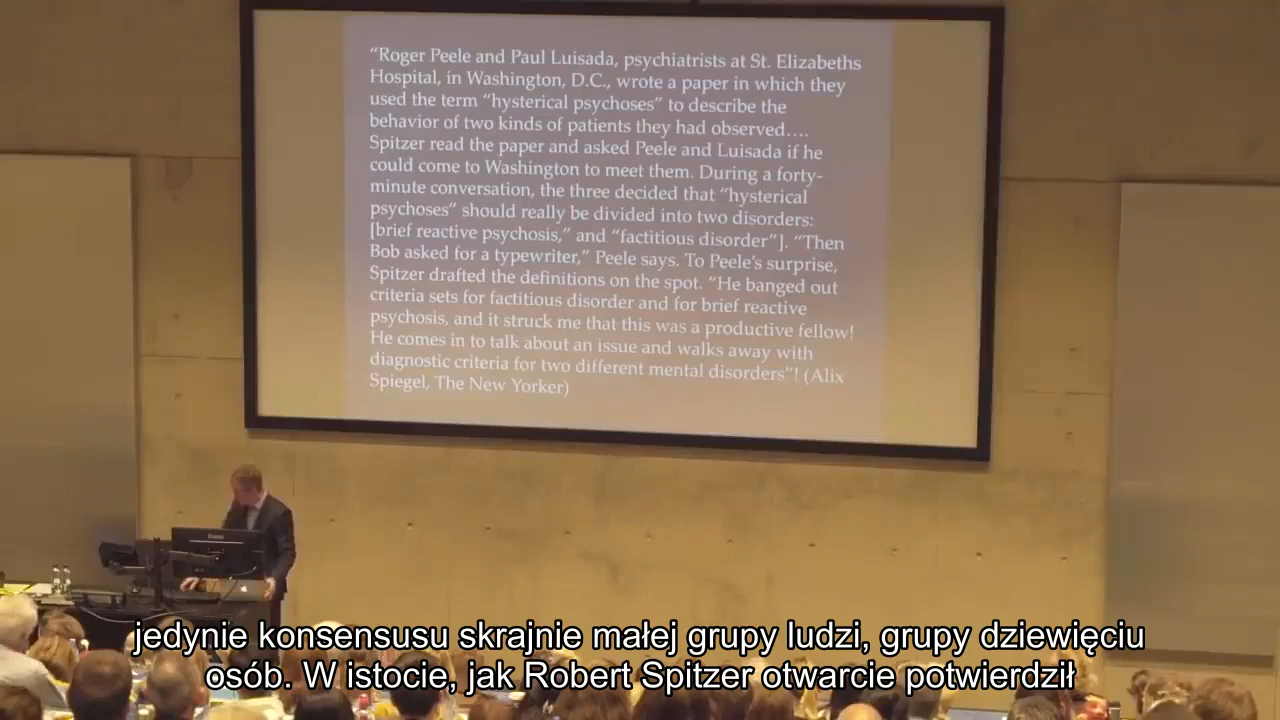 “Roger Peele and Paul Luisada, psychiatrists at St. Elizabeths
Hospital, in Washington, D.C., wrote a paper in which they
used the term “hysterical psychoses” to describe the
behavior of two kinds of patients they had observed….
Spitzer read the paper and asked Peele and Luisada if he
could come to Washington to meet them. During a forty-
minute conversation, the three decided that “hysterical
psychoses” should really be divided into two disorders:
[brief reactive psychosis,” and “factitious disorder”]. “Then
Bob asked for a typewriter,” Peele says. To Peele’s surprise,
Spitzer drafted the definitions on the spot. “He banged out
criteria sets for factitious disorder and for brief reactive
psychosis, and it struck me that this was a productive fellow!
He comes in to talk about an issue and walks away with
diagnostic criteria for two different mental disorders”! (Alix
Spiegel, The New Yorker)
jedynie konsensusu skrajnie małej grupy ludzi, grupy dziewięciu
osób. W istocie, jak Robert Spitzer otwarcie potwierdził